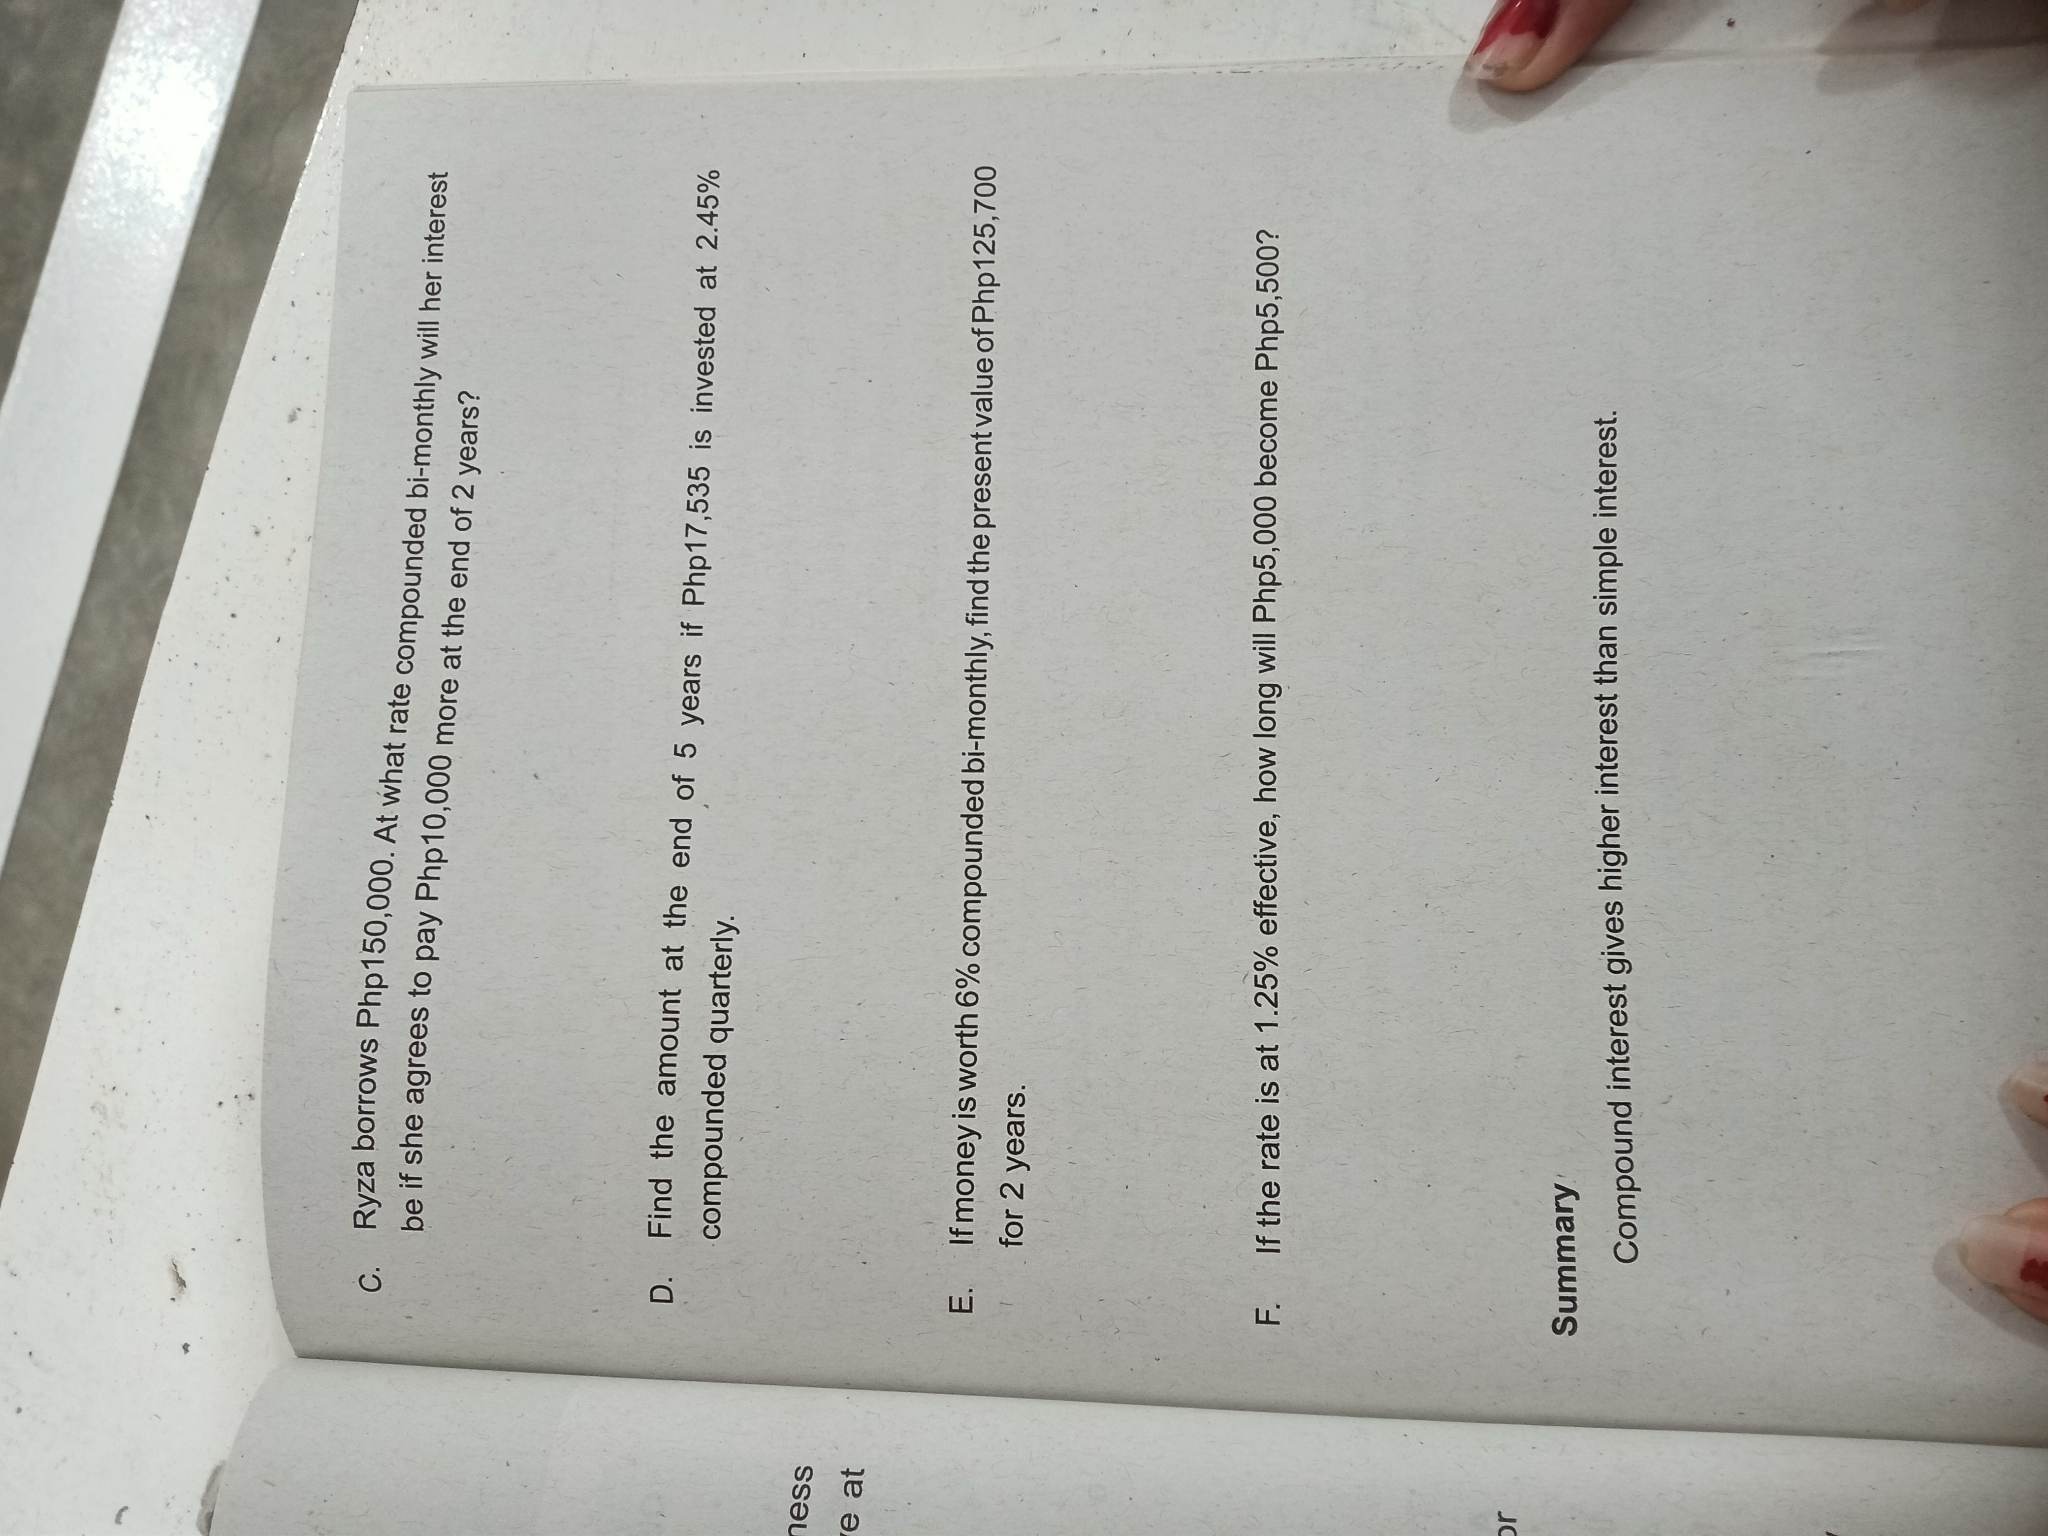 C. Ryza borrows Php150,000. At what rate compounded bi-monthly will her interest
be if she agrees to pay Php10,000 more at the end of 2 years?
D. Find the amount at the end of 5 years if Php17,535 is invested at 2.45%
compounded quarterly.
E. If money is worth 6% compounded bi-monthly, find the present value of Php125,700
for 2 years.
F. If the rate is at 1.25% effective, how long will Php5,000 become Php5,500?
Summary
Compound interest gives higher interest than simple interest.
ness
e at
or